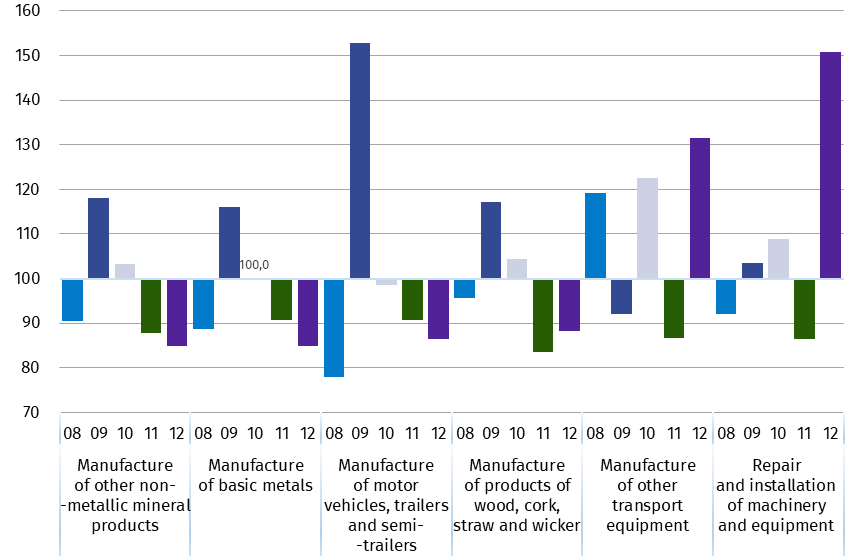 160
150
140
130
120
110
100
90
80
70
100,0
08 09 10 11 12 08 09 10 11 12 08 09 10 11 12 08 09 10 11 12 08 09 10 11 12 08 09 10 11 12
Manufacture
of other non-
-metallic mineral
products
Manufacture
of basic metals
Manufacture
of motor
vehicles, trailers
and semi-
-trailers
Manufacture
of products of
wood, cork,
straw and wicker
Manufacture
of other
transport
equipment
Repair
and installation
of machinery
and equipment